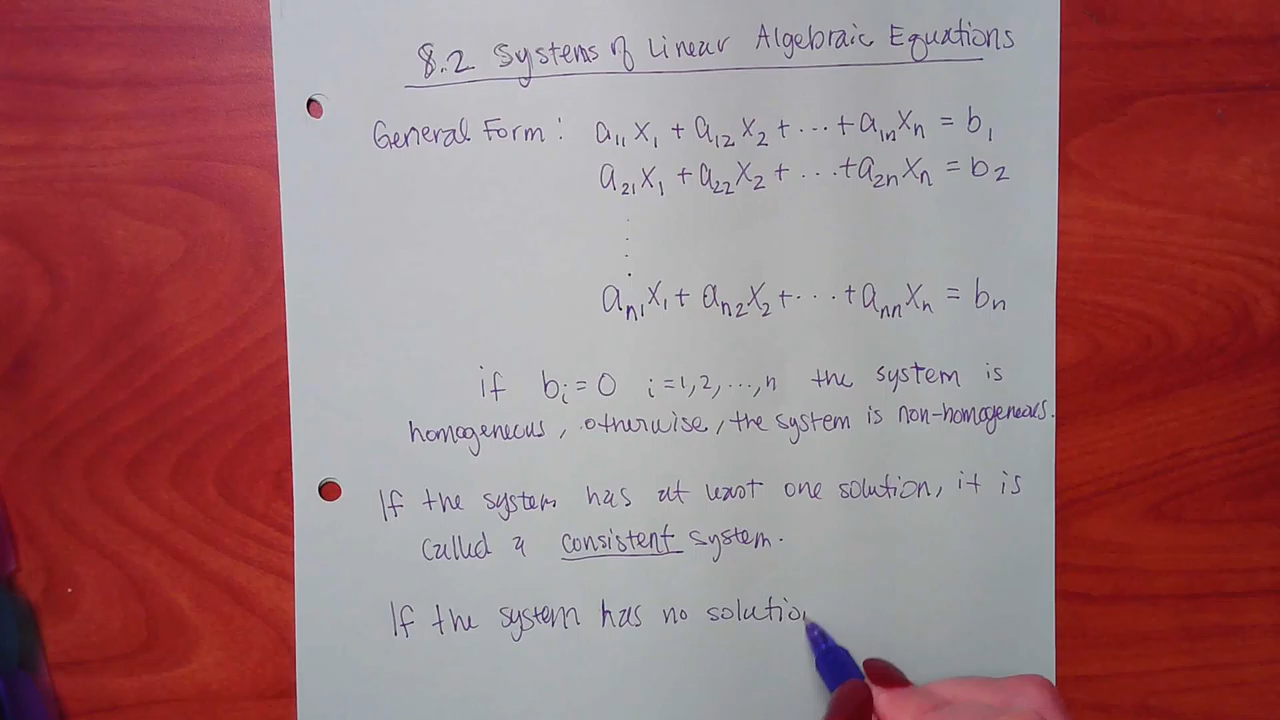 8.2 Systems of Linear Algebraic Equations
General Form: a₁₁x₁ + a₁₂x₂ + ... + a₁ₙxₙ = b₁
a₂₁x₁ + a₂₂x₂ + ... + a₂ₙxₙ = b₂
aₙ₁x₁ + aₙ₂x₂ + ... + aₙₙxₙ = bₙ
if bᵢ = 0 i = 1, 2, ..., n the system is
homogeneous, otherwise, the system is non-homogeneous.
If the system has at least one solution, it is
called a consistent system.
If the system has no solution